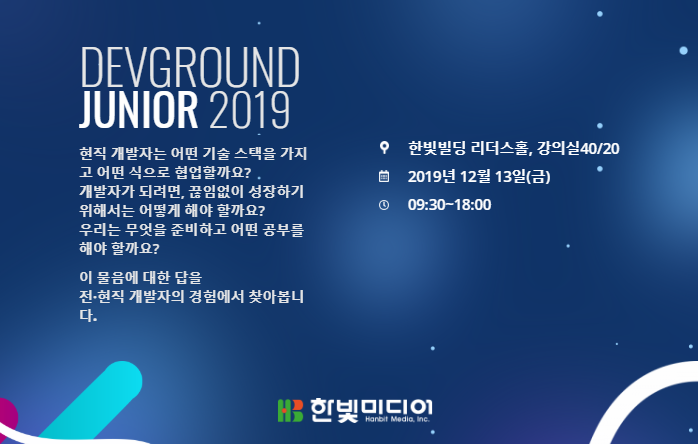 DEVGROUND
JUNIOR 2019
현직 개발자는 어떤 기술 스택을 가지
고 어떤 식으로 협업할까요?
개발자가 되려면, 끊임없이 성장하기
위해서는 어떻게 해야 할까요?
우리는 무엇을 준비하고 어떤 공부를
해야 할까요?
이 물음에 대한 답을
전·현직 개발자의 경험에서 찾아봅니
다.
한빛빌딩 리더스홀, 강의실40/20
2019년 12월 13일(금)
09:30~18:00
HB 한빛미디어
Hanbit Media, Inc.